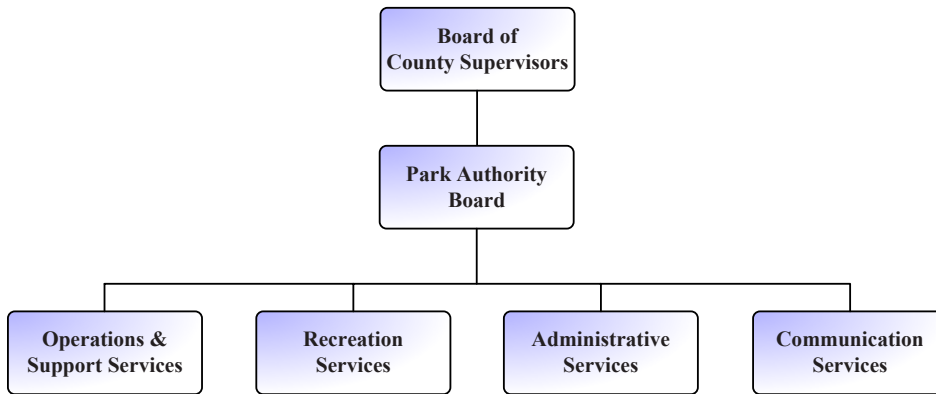 Board of
County Supervisors
Park Authority
Board
Operations &
Support Services
Recreation
Services
Administrative
Services
Communication
Services